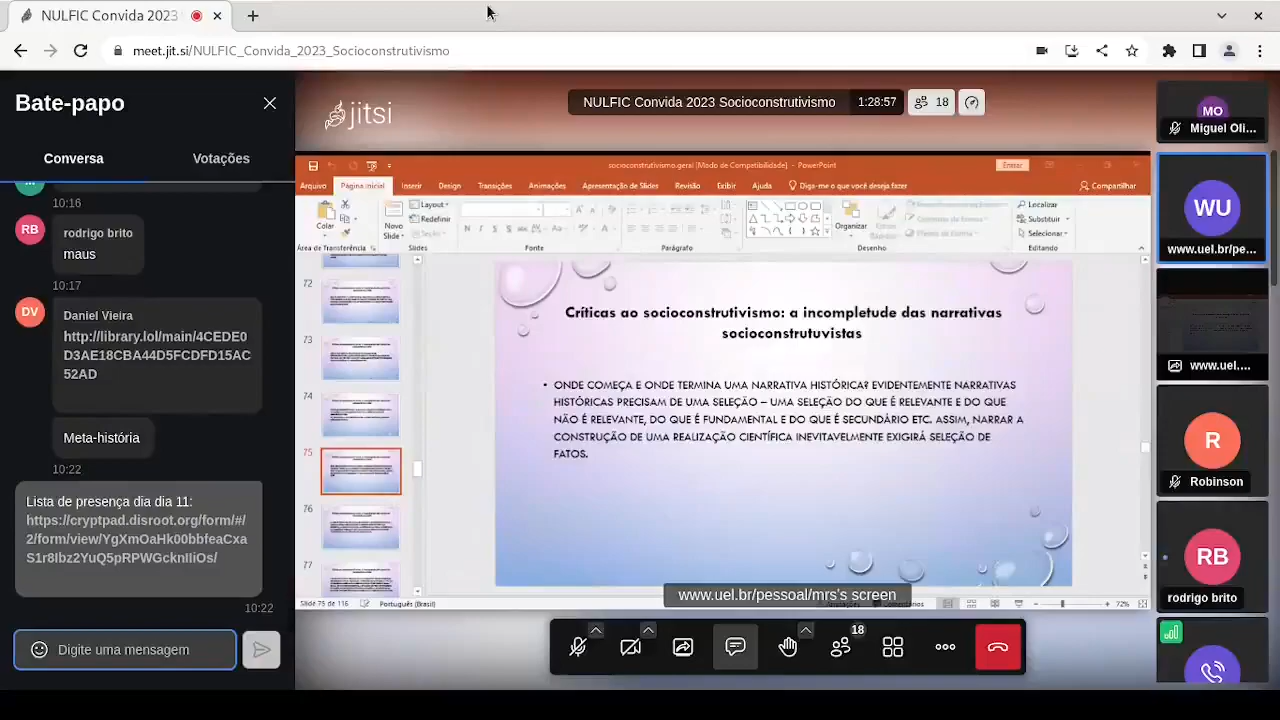 NULFIC Convida 2023
meet.jit.si/NULFIC_Convida_2023_Socioconstrutivismo
Bate-papo
Conversa
Votações
10:16
RB
rodrigo brito
maus
10:17
DV
Daniel Vieira
http://library.lol/main/4CEDE0
D3AE18CBA44D5FCDFD15AC
52AD
Meta-história
10:22
Lista de presença dia dia 11:
https://cryptpad.disroot.org/form/#/
2/form/view/YgXmOaHk00bbfeaCxa
S1r8Ibz2YuQ5pRPWGcknIIiOs/
10:22
Digite uma mensagem
jitsi
NULFIC Convida 2023 Socioconstrutivismo
1:28:57
18
socioconstrutivismo.geral [Modo de Compatibilidade] - PowerPoint
Entrar
Arquivo
Página Inicial
Inserir
Design
Transições
Animações
Apresentação de Slides
Revisão
Exibir
Ajuda
Diga-me o que você deseja fazer
Compartilhar
Colar
Novo
Slide
Layout
Redefinir
Seção
Organizar
Estilos
Localizar
Substituir
Selecionar
Área de Transferência
Slides
Fonte
Parágrafo
Desenho
Editando
72
73
74
75
76
77
Críticas ao socioconstrutivismo: a incompletude das narrativas
socioconstrutuvistas
• ONDE COMEÇA E ONDE TERMINA UMA NARRATIVA HISTÓRICA? EVIDENTEMENTE NARRATIVAS
HISTÓRICAS PRECISAM DE UMA SELEÇÃO – UMA SELEÇÃO DO QUE É RELEVANTE E DO QUE
NÃO É RELEVANTE, DO QUE É FUNDAMENTAL E DO QUE É SECUNDÁRIO ETC. ASSIM, NARRAR A
CONSTRUÇÃO DE UMA REALIZAÇÃO CIENTÍFICA INEVITAVELMENTE EXIGIRÁ SELEÇÃO DE
FATOS.
Slide 75 de 116
Português (Brasil)
72%
www.uel.br/pessoal/mrs's screen
18
MO
Miguel Oli...
WU
www.uel.br/pe...
www.uel....
R
Robinson
RB
rodrigo brito